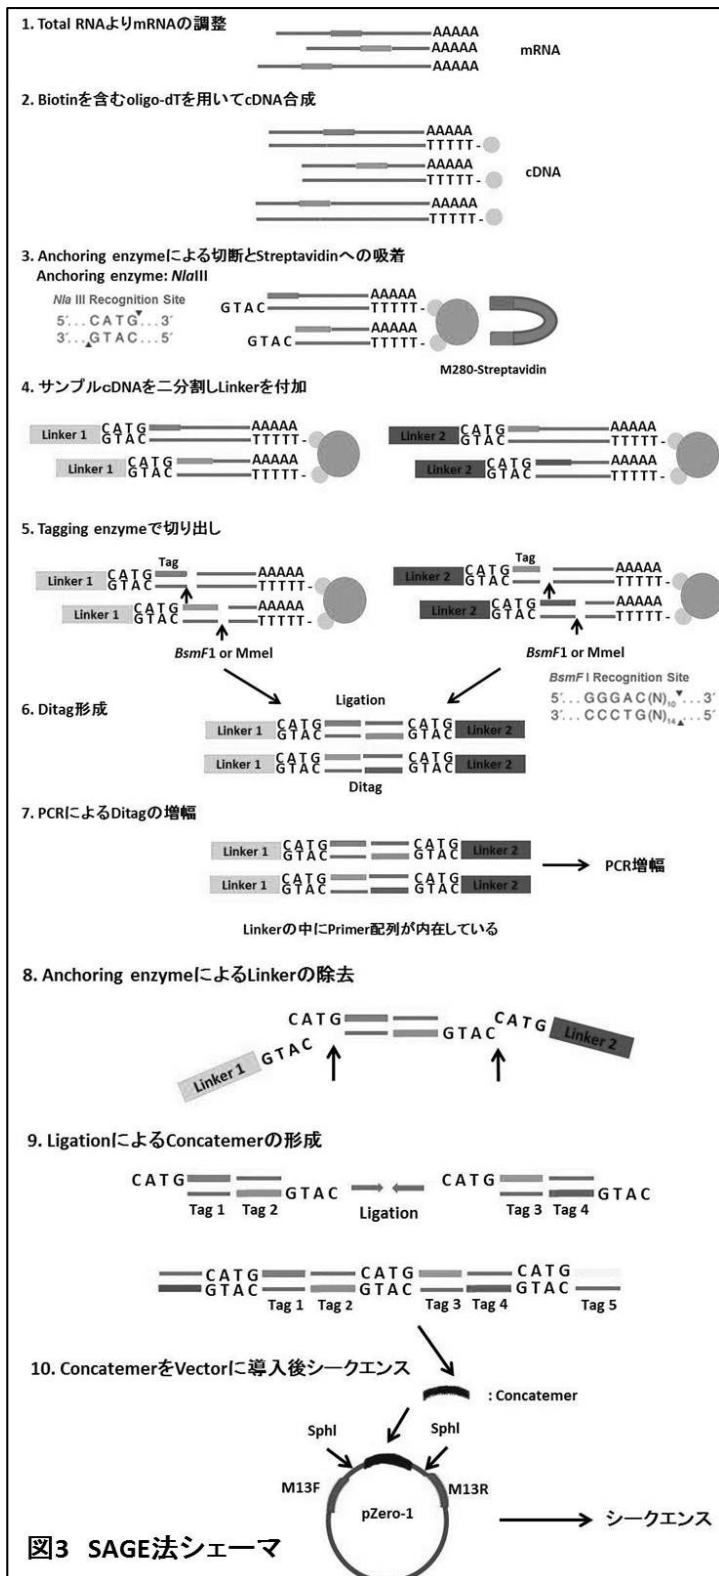 1. Total RNAよりmRNAの調整
AAAAA
AAAAA
AAAAA
mRNA
2. Biotinを含むoligo-dTを用いてcDNA合成
AAAAA
TTTTT-
AAAAA
TTTTT-
cDNA
AAAAA
TTTTT-
3. Anchoring enzymeによる切断とStreptavidinへの吸着
Anchoring enzyme: NlaIII
Nla III Recognition Site
5´...CATG...3´
3´...GTAC...5´
AAAAA
GTAC TTTTT-
AAAAA
GTAC TTTTT-
M280-Streptavidin
4. サンプルcDNAを二分割しLinkerを付加
Linker 1 CATG AAAAA
GTAC TTTTT-
Linker 1 CATG AAAAA
GTAC TTTTT-
Linker 2 CATG AAAAA
GTAC TTTTT-
Linker 2 CATG AAAAA
GTAC TTTTT-
5. Tagging enzymeで切り出し
Tag
Linker 1 CATG AAAAA
GTAC TTTTT-
Linker 1 CATG AAAAA
GTAC TTTTT-
BsmF1 or MmeI
Tag
Linker 2 CATG AAAAA
GTAC TTTTT-
Linker 2 CATG AAAAA
GTAC TTTTT-
BsmF1 or MmeI
BsmF I Recognition Site
5´...GGGAC(N)10...3´
3´...CCCTG(N)14...5´
6. Ditag形成
Ligation
Linker 1 CATG CATG Linker 2
GTAC GTAC
Linker 1 CATG CATG Linker 2
GTAC GTAC
Ditag
7. PCRによるDitagの増幅
Linker 1 CATG CATG Linker 2
GTAC GTAC
Linker 1 CATG CATG Linker 2
GTAC GTAC
PCR増幅
Linkerの中にPrimer配列が内在している
8. Anchoring enzymeによるLinkerの除去
CATG CATG Linker 2
Linker 1 GTAC GTAC
9. LigationによるConcatemerの形成
CATG CATG
GTAC GTAC
Tag 1 Tag 2 Ligation Tag 3 Tag 4
CATG CATG CATG
GTAC GTAC GTAC
Tag 1 Tag 2 Tag 3 Tag 4 Tag 5
10. ConcatemerをVectorに導入後シークエンス
: Concatemer
SphI SphI
M13F M13R
pZero-1
シークエンス
図3 SAGE法シェーマ